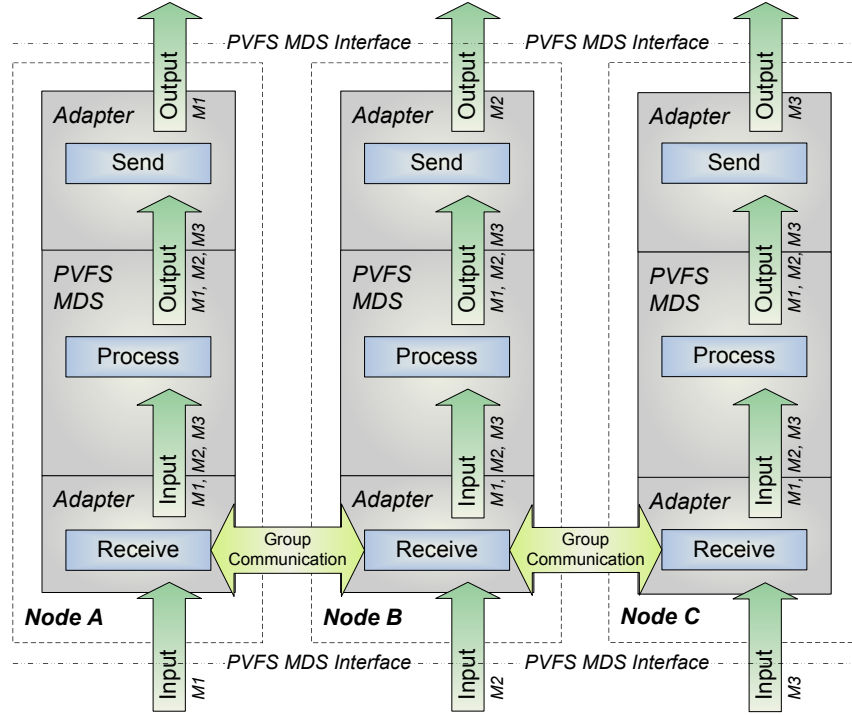 PVFS MDS Interface
PVFS MDS Interface
Output
M1
Adapter
Send
Output
M1, M2, M3
PVFS
MDS
Process
Input
M1, M2, M3
Adapter
Receive
Node A
Input
M1
Group
Communication
Output
M2
Adapter
Send
Output
M1, M2, M3
PVFS
MDS
Process
Input
M1, M2, M3
Adapter
Receive
Node B
Input
M2
Group
Communication
Output
M3
Adapter
Send
Output
M1, M2, M3
PVFS
MDS
Process
Input
M1, M2, M3
Adapter
Receive
Node C
Input
M3
PVFS MDS Interface
PVFS MDS Interface